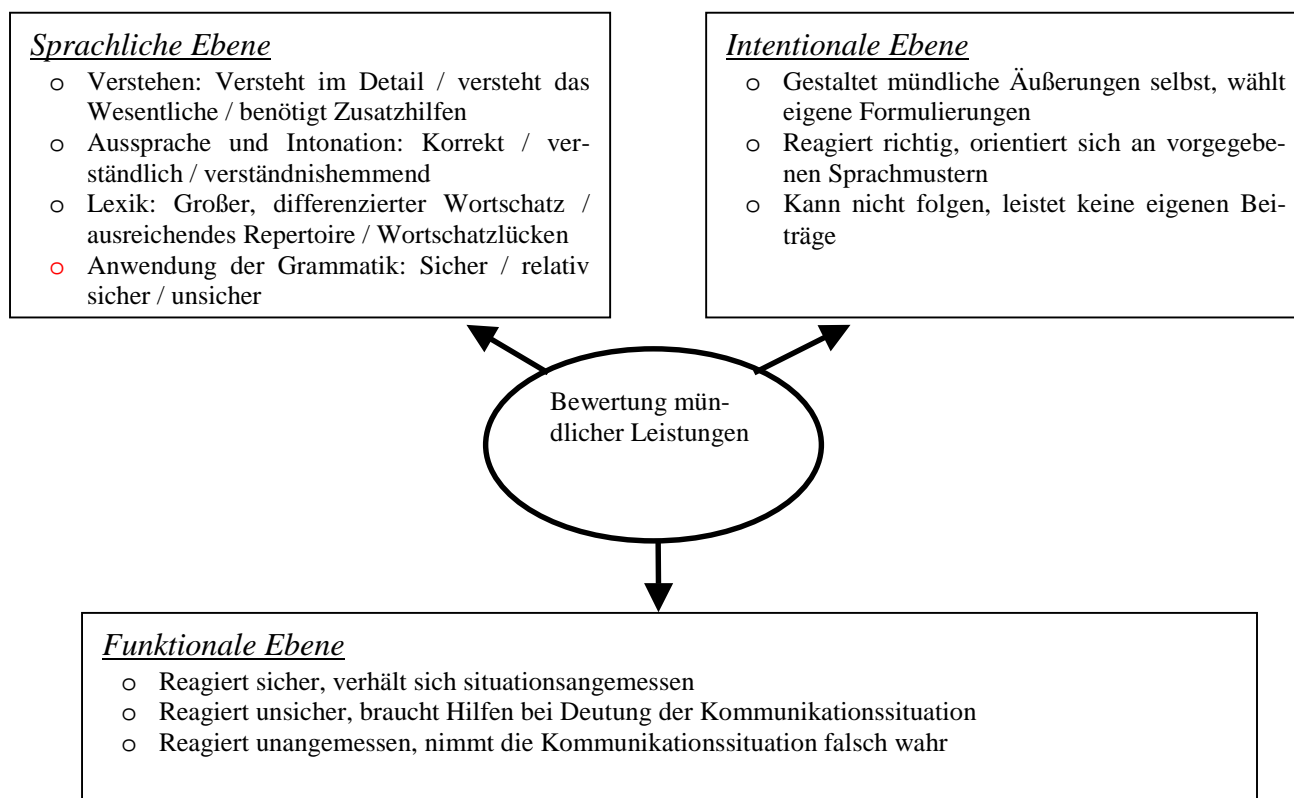 Sprachliche Ebene
o Verstehen: Versteht im Detail / versteht das
Wesentliche / benötigt Zusatzhilfen
o Aussprache und Intonation: Korrekt / ver-
ständlich / verständnishemmend
o Lexik: Großer, differenzierter Wortschatz /
ausreichendes Repertoire / Wortschatzlücken
o Anwendung der Grammatik: Sicher / relativ
sicher / unsicher
Intentionale Ebene
o Gestaltet mündliche Äußerungen selbst, wählt
eigene Formulierungen
o Reagiert richtig, orientiert sich an vorgegebe-
nen Sprachmustern
o Kann nicht folgen, leistet keine eigenen Bei-
träge
Bewertung mün-
dlicher Leistungen
Funktionale Ebene
o Reagiert sicher, verhält sich situationsangemessen
o Reagiert unsicher, braucht Hilfen bei Deutung der Kommunikationssituation
o Reagiert unangemessen, nimmt die Kommunikationssituation falsch wahr